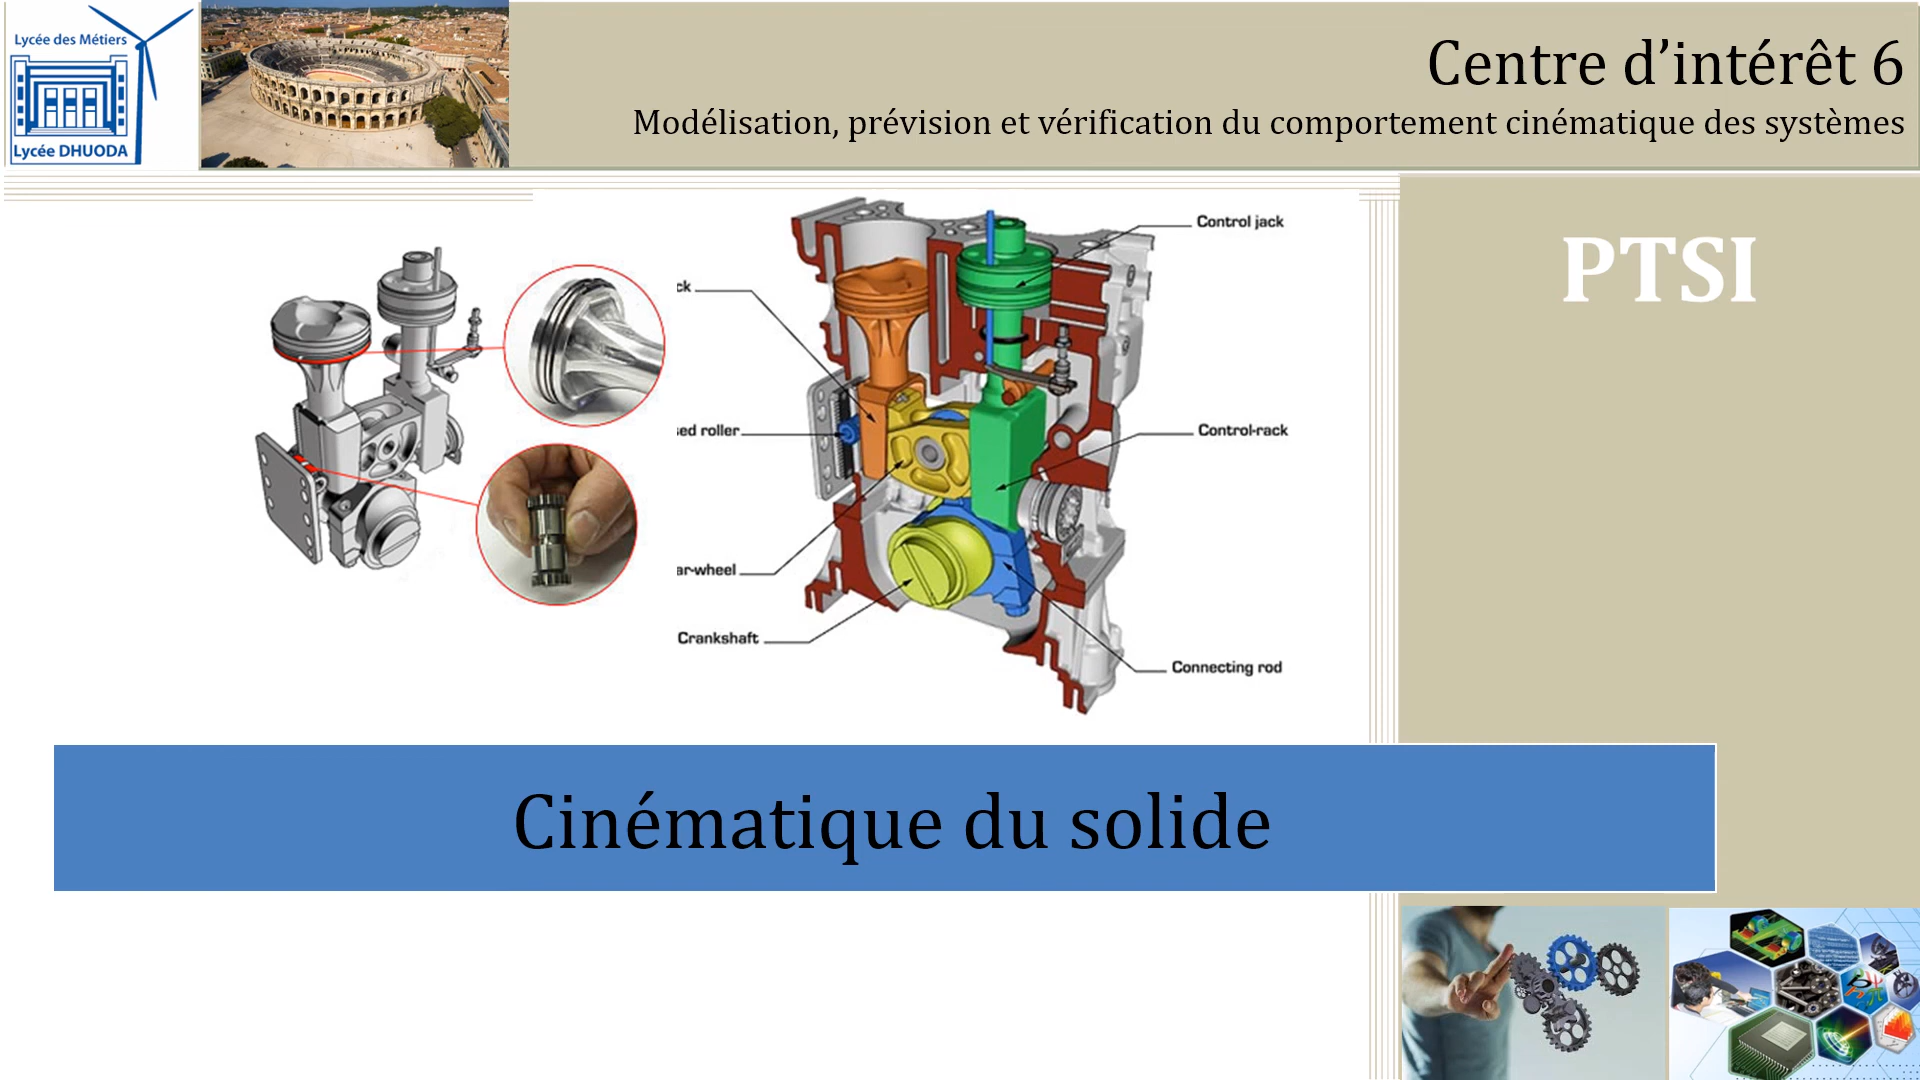 Lycée des Métiers
Lycée DHUODA
Centre d’intérêt 6
Modélisation, prévision et vérification du comportement cinématique des systèmes
PTSI
Control jack
ck
sed roller
Control-rack
ar-wheel
Crankshaft
Connecting rod
Cinématique du solide